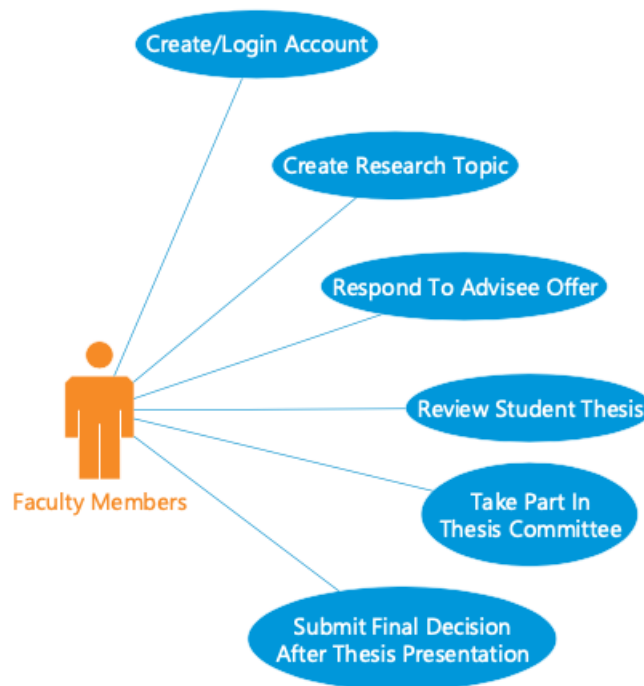 Create/Login Account
Create Research Topic
Respond To Advisee Offer
Review Student Thesis
Faculty Members
Take Part In
Thesis Committee
Submit Final Decision
After Thesis Presentation